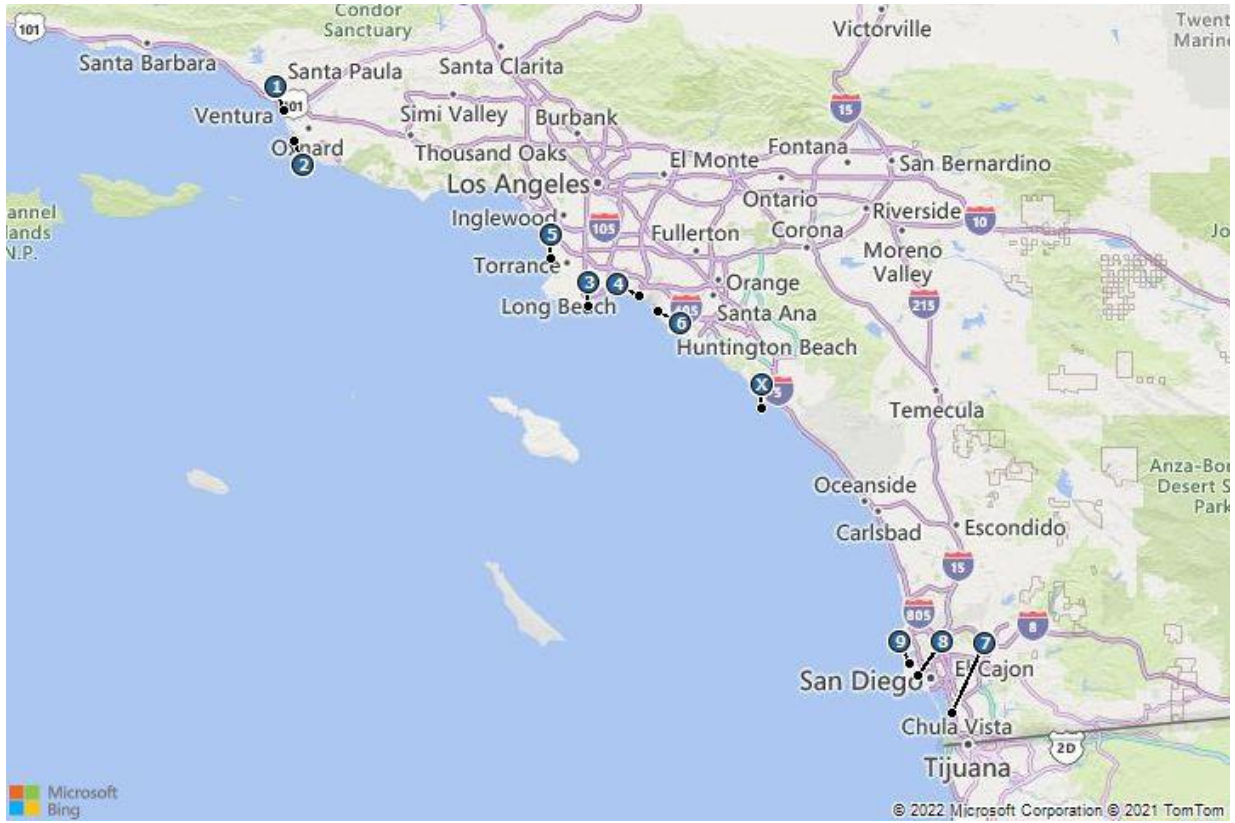 101
Condor
Sanctuary
Victorville
Twent
Marine
Santa Barbara
Santa Paula
Santa Clarita
1
101
15
Ventura
Simi Valley
Burbank
Oxnard
2
Thousand Oaks
El Monte
Fontana
San Bernardino
Los Angeles
Ontario
annel
lands
N.P.
Inglewood
105
Fullerton
Corona
Riverside
10
5
Moreno
Valley
Jo
Torrance
3
4
Orange
Long Beach
405
Santa Ana
215
6
Huntington Beach
X
5
Temecula
Anza-Bor
Desert S
Park
Oceanside
Carlsbad
Escondido
15
805
8
9
8
7
San Diego
El Cajon
Chula Vista
2D
Tijuana
Microsoft
Bing
© 2022 Microsoft Corporation © 2021 TomTom